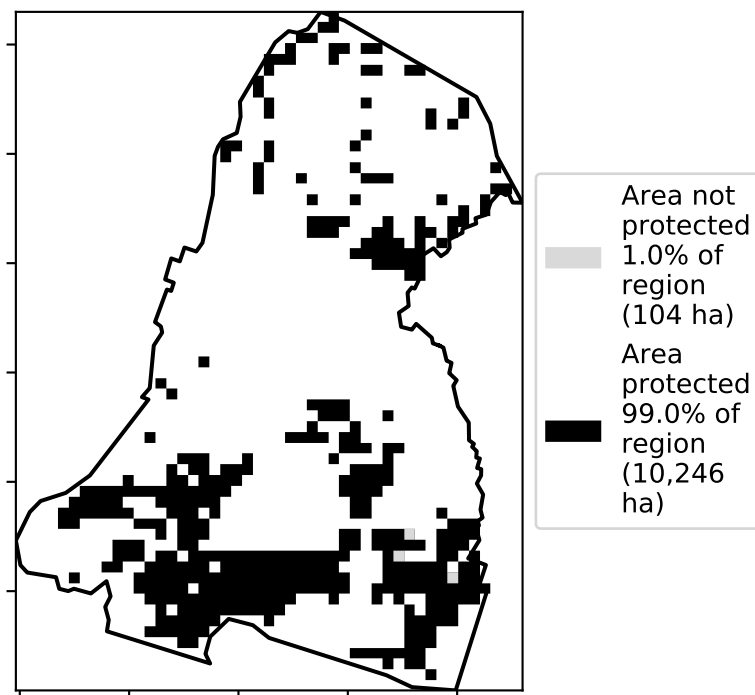 Area not
protected
1.0% of
region
(104 ha)
Area
protected
99.0% of
region
(10,246
ha)